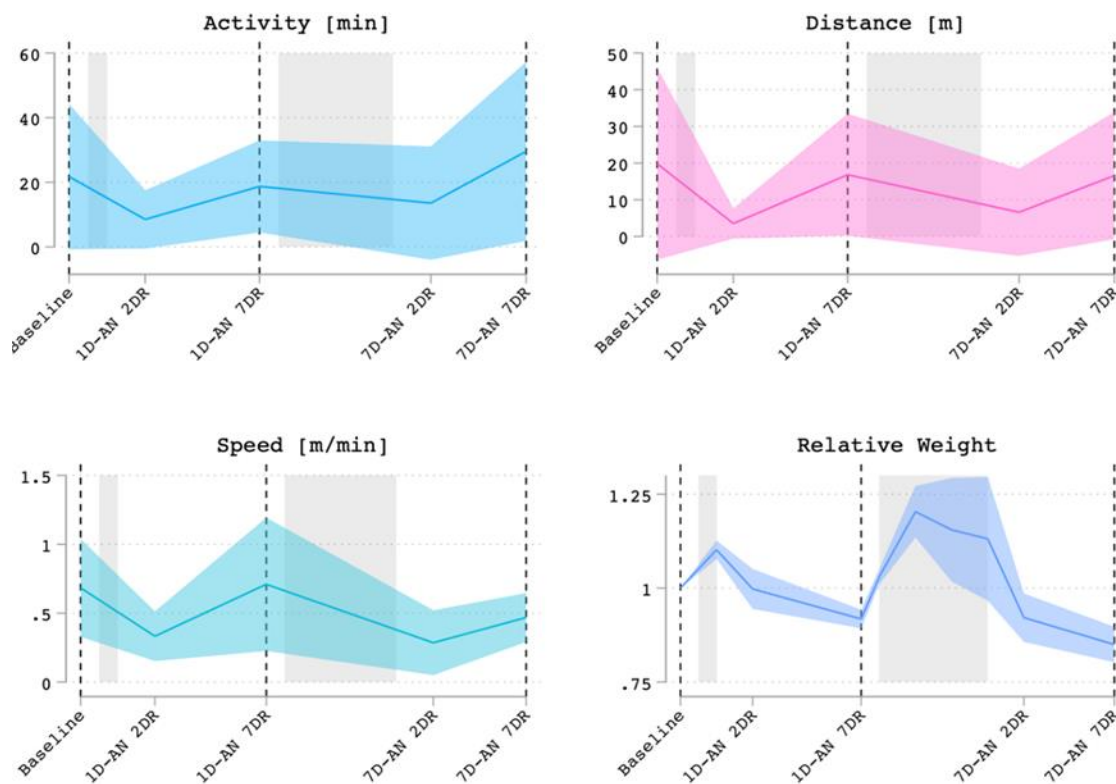 Activity [min]
60
40
20
0
Baseline
1D-AN 2DR
1D-AN 7DR
7D-AN 2DR
7D-AN 7DR
Distance [m]
50
40
30
20
10
0
Baseline
1D-AN 2DR
1D-AN 7DR
7D-AN 2DR
7D-AN 7DR
Speed [m/min]
1.5
1
.5
0
Baseline
1D-AN 2DR
1D-AN 7DR
7D-AN 2DR
7D-AN 7DR
Relative Weight
1.25
1
.75
Baseline
1D-AN 2DR
1D-AN 7DR
7D-AN 2DR
7D-AN 7DR